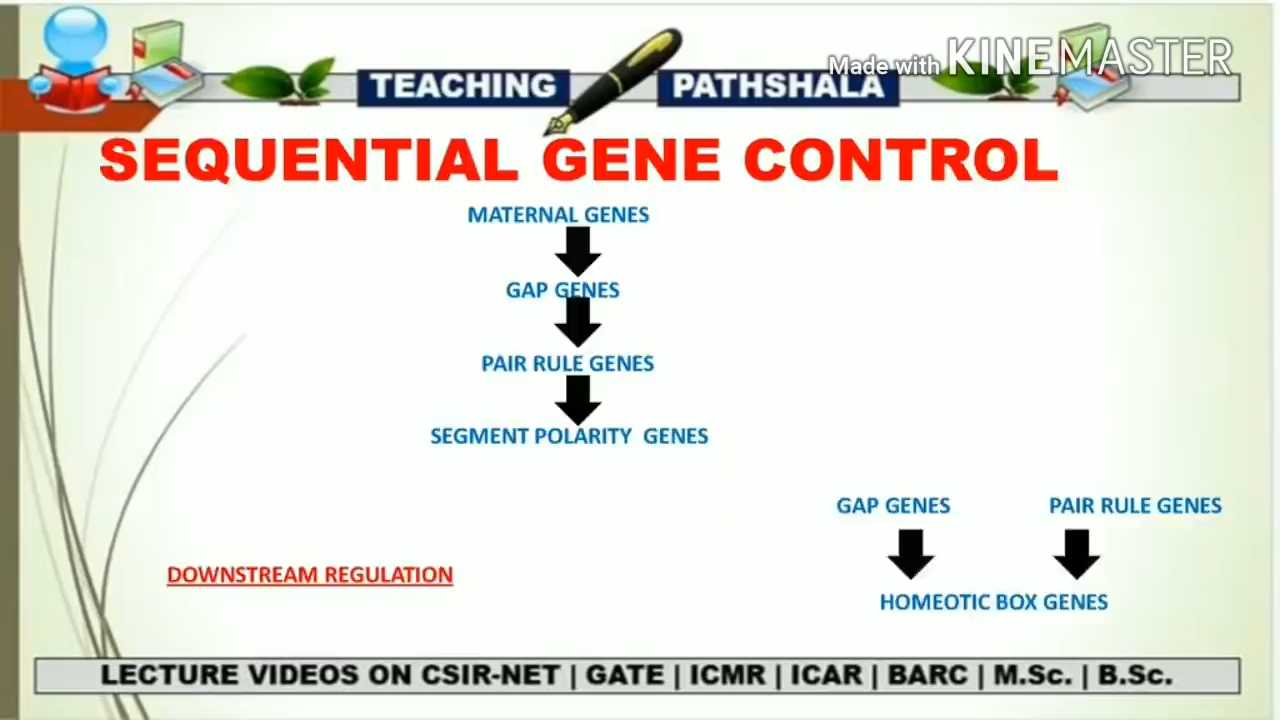 Made with KINEMASTER
TEACHING PATHSHALA
SEQUENTIAL GENE CONTROL
MATERNAL GENES
GAP GENES
PAIR RULE GENES
SEGMENT POLARITY GENES
GAP GENES PAIR RULE GENES
DOWNSTREAM REGULATION
HOMEOTIC BOX GENES
LECTURE VIDEOS ON CSIR-NET | GATE | ICMR | ICAR | BARC | M.Sc. | B.Sc.